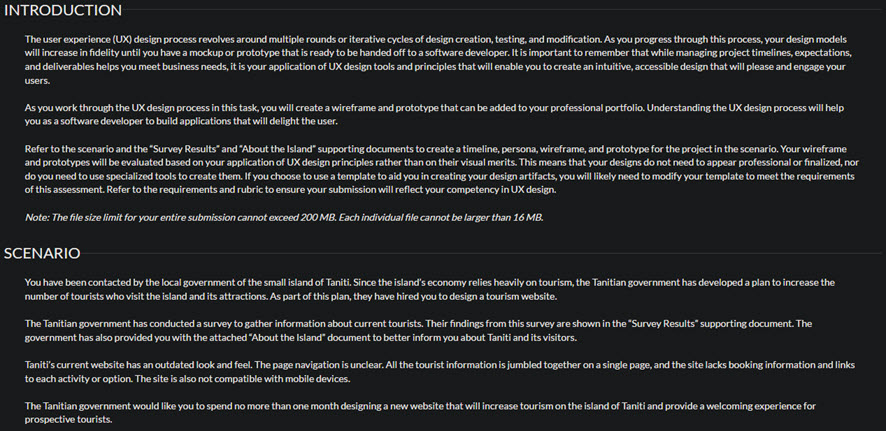 INTRODUCTION
The user experience (UX) design process revolves around multiple rounds or iterative cycles of design creation, testing, and modification. As you progress through this process, your design models
will increase in fidelity until you have a mockup or prototype that is ready to be handed off to a software developer. It is important to remember that while managing project timelines, expectations,
and deliverables helps you meet business needs, it is your application of UX design tools and principles that will enable you to create an intuitive, accessible design that will please and engage your
users.
As you work through the UX design process in this task, you will create a wireframe and prototype that can be added to your professional portfolio. Understanding the UX design process will help
you as a software developer to build applications that will delight the user.
Refer to the scenario and the “Survey Results” and “About the Island” supporting documents to create a timeline, persona, wireframe, and prototype for the project in the scenario. Your wireframe
and prototypes will be evaluated based on your application of UX design principles rather than on their visual merits. This means that your designs do not need to appear professional or finalized, nor
do you need to use specialized tools to create them. If you choose to use a template to aid you in creating your design artifacts, you will likely need to modify your template to meet the requirements
of this assessment. Refer to the requirements and rubric to ensure your submission will reflect your competency in UX design.
Note: The file size limit for your entire submission cannot exceed 200 MB. Each individual file cannot be larger than 16 MB.
SCENARIO
You have been contacted by the local government of the small island of Taniti. Since the island’s economy relies heavily on tourism, the Tanitian government has developed a plan to increase the
number of tourists who visit the island and its attractions. As part of this plan, they have hired you to design a tourism website.
The Tanitian government has conducted a survey to gather information about current tourists. Their findings from this survey are shown in the “Survey Results” supporting document. The
government has also provided you with the attached “About the Island” document to better inform you about Taniti and its visitors.
Taniti’s current website has an outdated look and feel. The page navigation is unclear. All the tourist information is jumbled together on a single page, and the site lacks booking information and links
to each activity or option. The site is also not compatible with mobile devices.
The Tanitian government would like you to spend no more than one month designing a new website that will increase tourism on the island of Taniti and provide a welcoming experience for
prospective tourists.